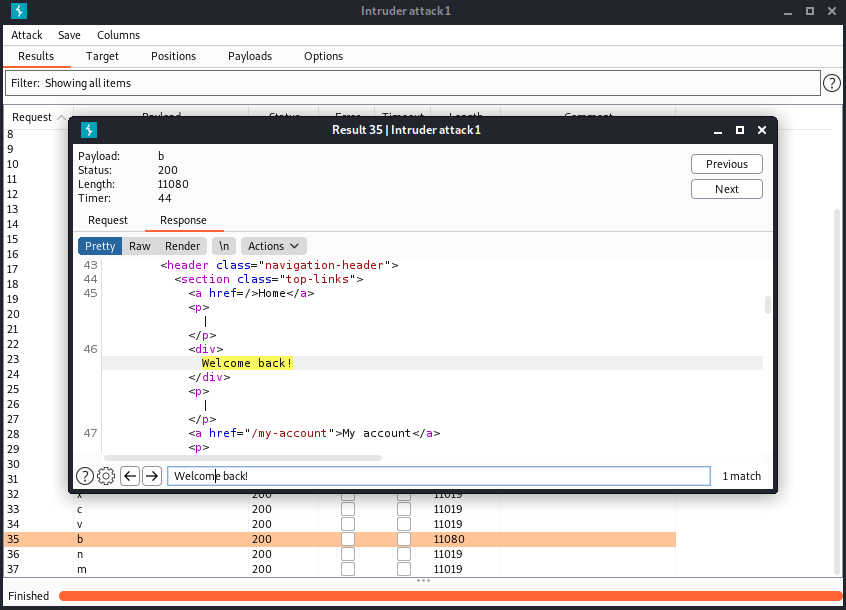 Intruder attack 1
Attack Save Columns
Results Target Positions Payloads Options
Filter: Showing all items
?
Request Payload Status Error Timeout Length Comment
8
9
10
11
12
13
14
15
16
17
18
19
20
21
22
23
24
25
26
27
28
29
30
31
Result 35 | Intruder attack 1
Payload: b
Status: 200
Length: 11080
Timer: 44
Previous
Next
Request Response
Pretty Raw Render \n Actions
43 <header class="navigation-header">
44 <section class="top-links">
45 <a href=/>Home</a>
<p>
|
</p>
46 <div>
Welcome back!
</div>
<p>
|
</p>
47 <a href="/my-account">My account</a>
<p>
? Welcome back! 1 match
32 x 200 11019
33 c 200 11019
34 v 200 11019
35 b 200 11080
36 n 200 11019
37 m 200 11019
Finished